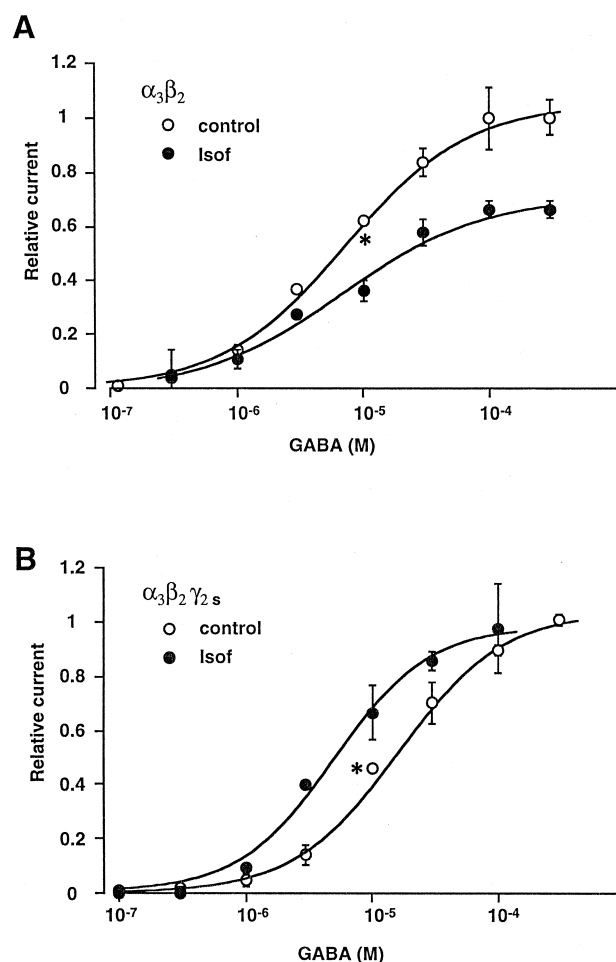 A
1.2
α₃β₂
1
control
Isof
0.8
Relative current
0.6
*
0.4
0.2
0
10⁻⁷ 10⁻⁶ 10⁻⁵ 10⁻⁴
GABA (M)
B
1.2
α₃β₂γ₂ₛ
1
control
Isof
0.8
Relative current
0.6
*
0.4
0.2
0
10⁻⁷ 10⁻⁶ 10⁻⁵ 10⁻⁴
GABA (M)